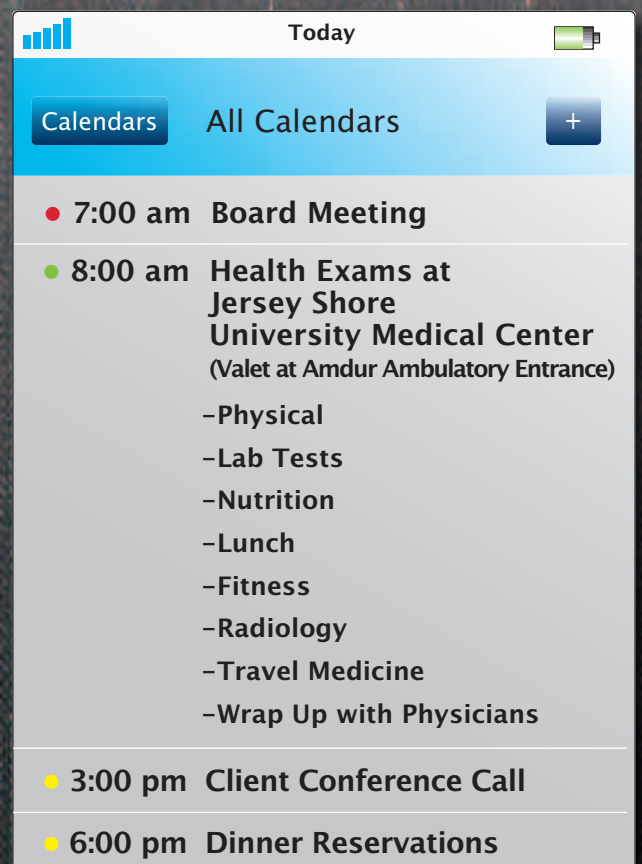 Today
Calendars All Calendars +
7:00 am Board Meeting
8:00 am Health Exams at
Jersey Shore
University Medical Center
(Valet at Amdur Ambulatory Entrance)
-Physical
-Lab Tests
-Nutrition
-Lunch
-Fitness
-Radiology
-Travel Medicine
-Wrap Up with Physicians
3:00 pm Client Conference Call
6:00 pm Dinner Reservations